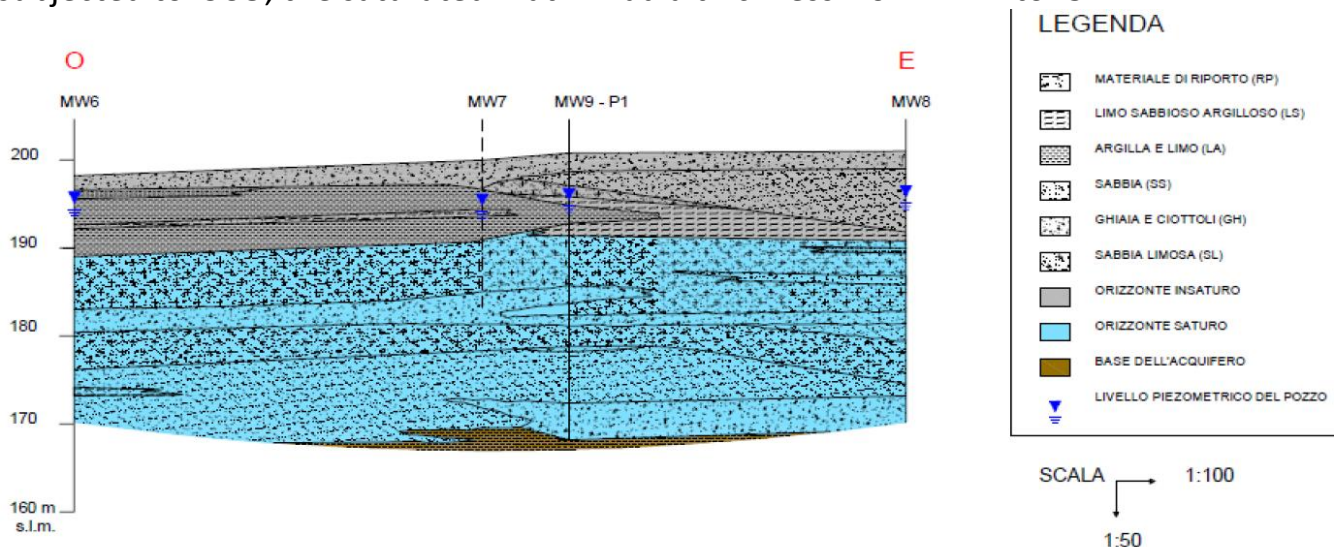 O
E
MW6
MW7
MW9 - P1
MW8
200
190
180
170
160 m
s.l.m.
LEGENDA
MATERIALE DI RIPORTO (RP)
LIMO SABBIOSO ARGILLOSO (LS)
ARGILLA E LIMO (LA)
SABBIA (SS)
GHIAIA E CIOTTOLI (GH)
SABBIA LIMOSA (SL)
ORIZZONTE INSATURO
ORIZZONTE SATURO
BASE DELL'ACQUIFERO
LIVELLO PIEZOMETRICO DEL POZZO
SCALA
1:100
1:50